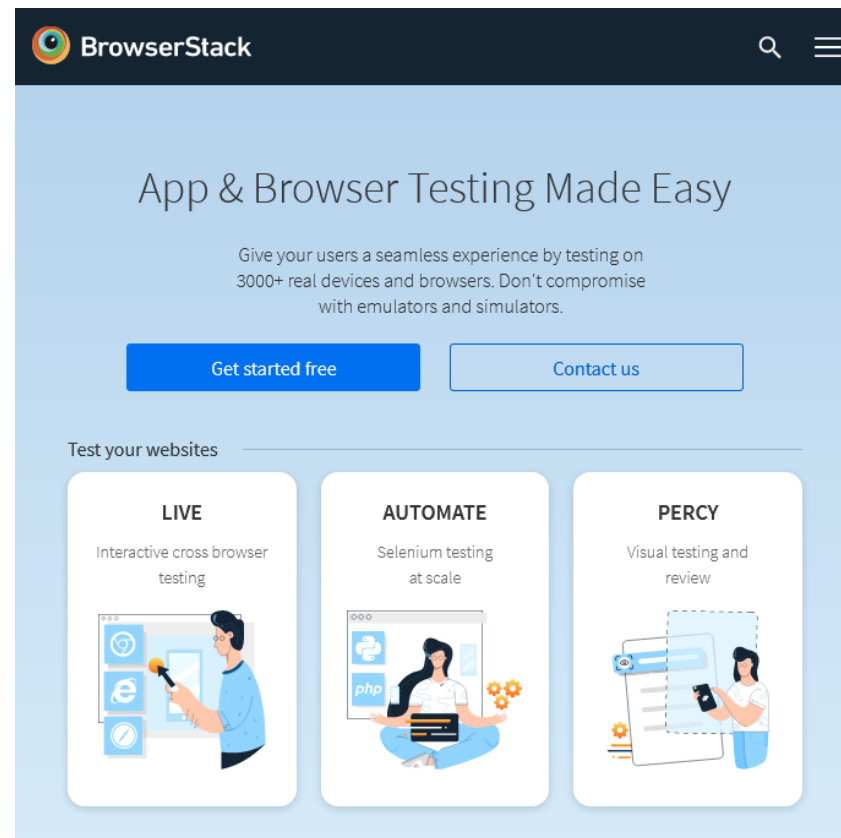 BrowserStack
App & Browser Testing Made Easy
Give your users a seamless experience by testing on
3000+ real devices and browsers. Don't compromise
with emulators and simulators.
Get started free
Contact us
Test your websites
LIVE
Interactive cross browser
testing
AUTOMATE
Selenium testing
at scale
php
PERCY
Visual testing and
review